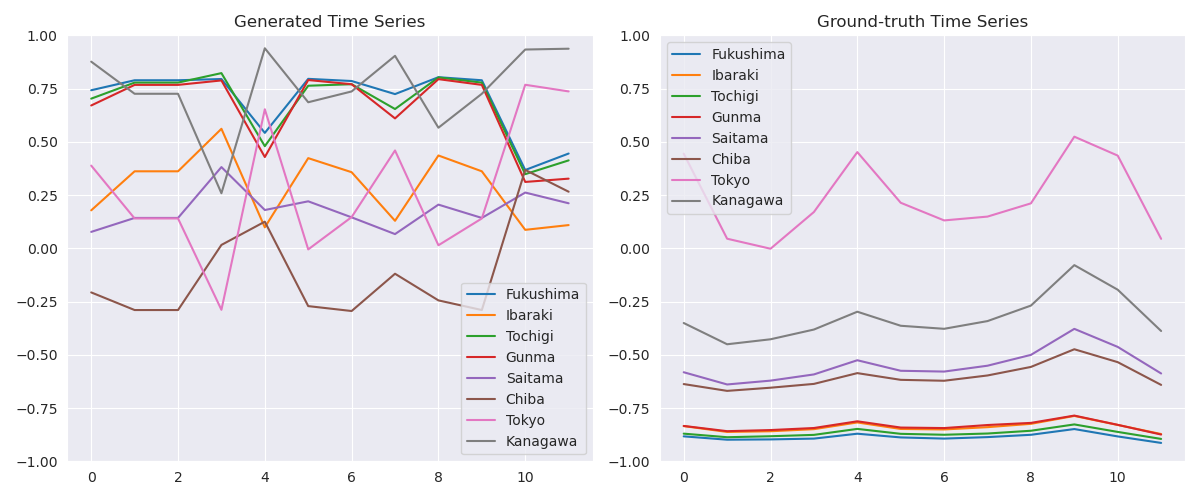 Generated Time Series
1.00
0.75
0.50
0.25
0.00
−0.25
−0.50
−0.75
−1.00
0 2 4 6 8 10
Fukushima
Ibaraki
Tochigi
Gunma
Saitama
Chiba
Tokyo
Kanagawa
Ground-truth Time Series
1.00
0.75
0.50
0.25
0.00
−0.25
−0.50
−0.75
−1.00
0 2 4 6 8 10
Fukushima
Ibaraki
Tochigi
Gunma
Saitama
Chiba
Tokyo
Kanagawa